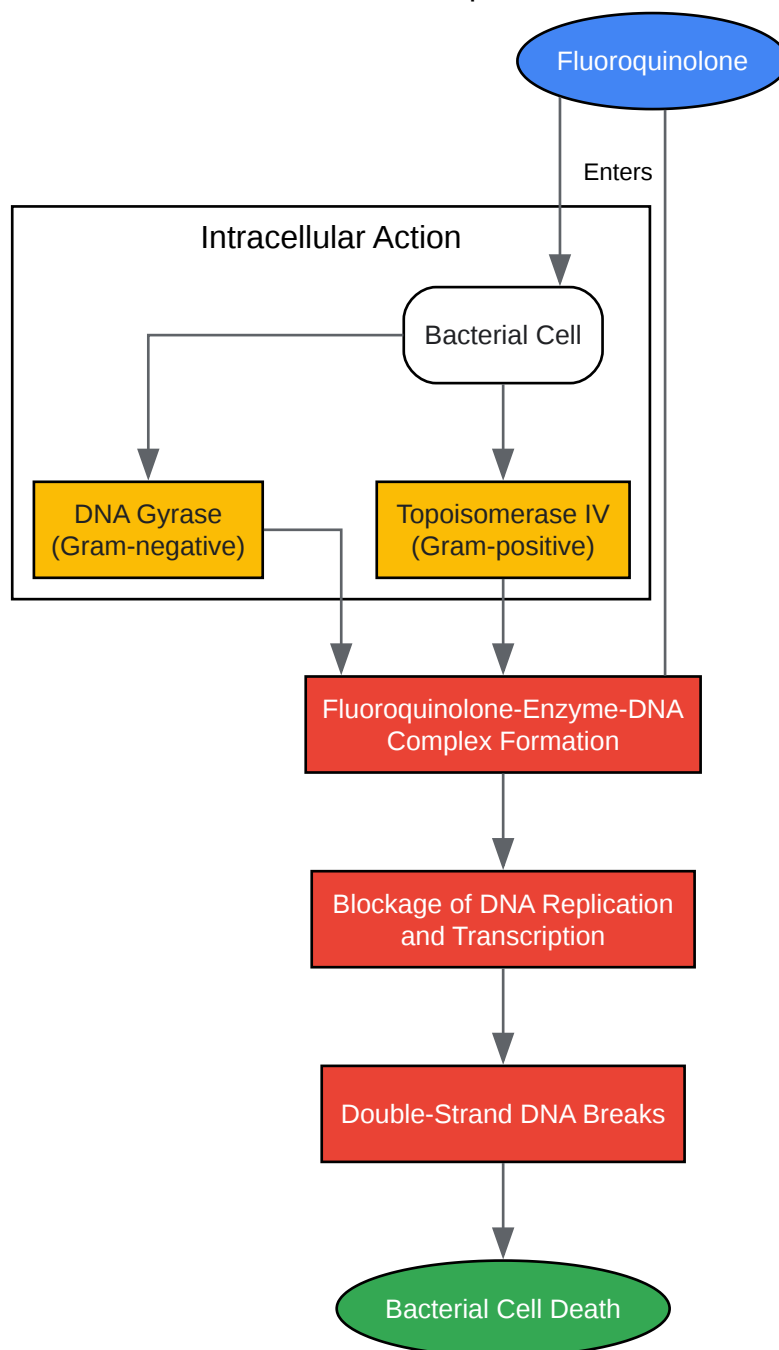 Fluoroquinolone
Enters
Intracellular Action
Bacterial Cell
DNA Gyrase
(Gram-negative)
Topoisomerase IV
(Gram-positive)
Fluoroquinolone-Enzyme-DNA
Complex Formation
Blockage of DNA Replication
and Transcription
Double-Strand DNA Breaks
Bacterial Cell Death